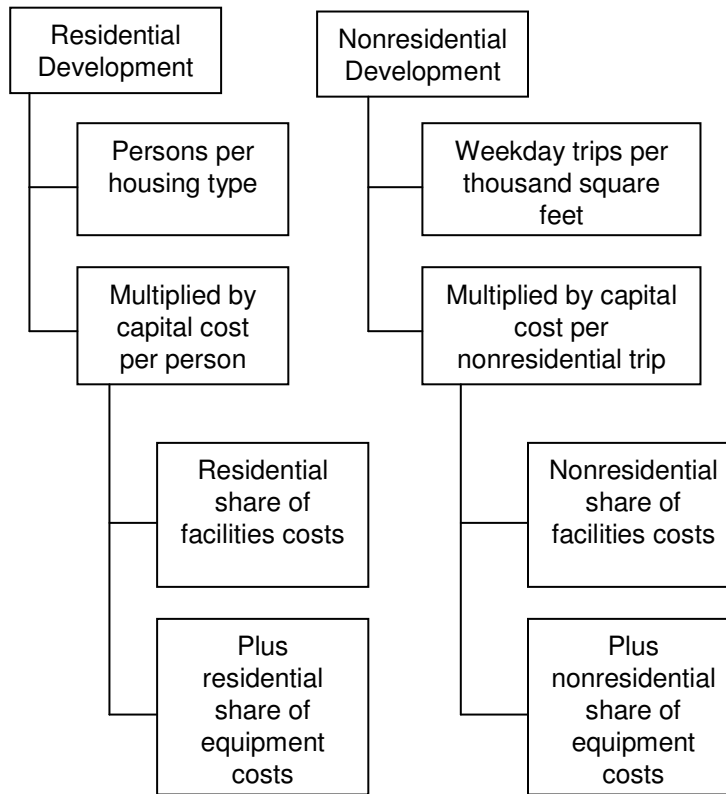 Residential
Development
Persons per
housing type
Multiplied by
capital cost
per person
Residential
share of
facilities costs
Plus
residential
share of
equipment
costs
Nonresidential
Development
Weekday trips per
thousand square
feet
Multiplied by capital
cost per
nonresidential trip
Nonresidential
share of
facilities costs
Plus
nonresidential
share of
equipment
costs